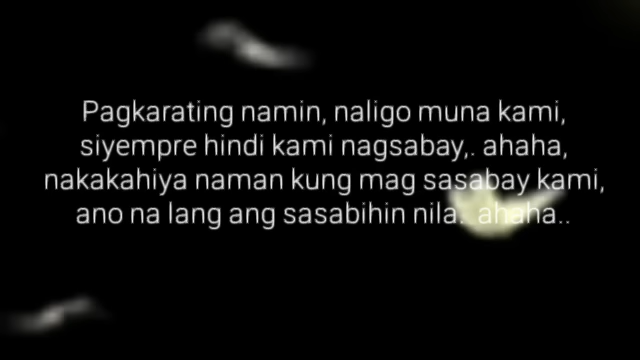 Pagkarating namin, naligo muna kami,
siyempre hindi kami nagsabay,. ahaha,
nakakahiya naman kung mag sasabay kami,
ano na lang ang sasabihin nila.. ahaha..